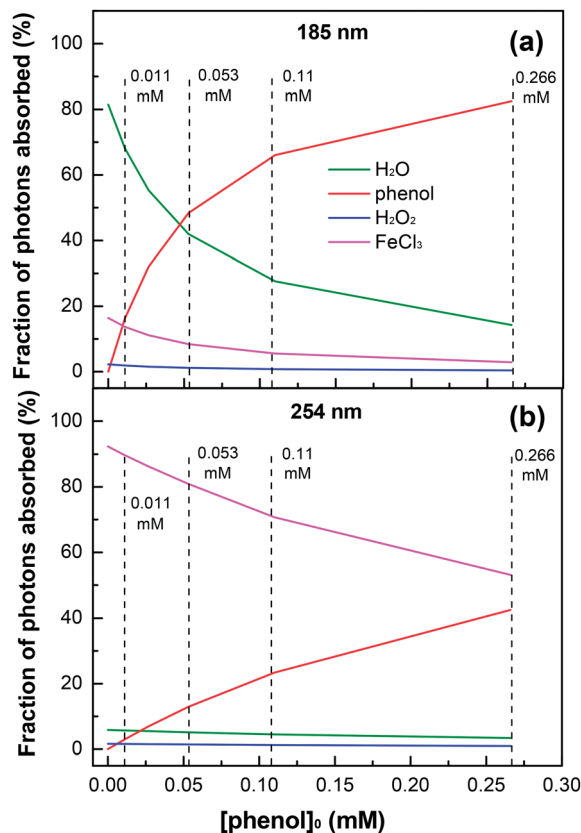 Fraction of photons absorbed (%)
100
80
60
40
20
0
185 nm
(a)
0.011
mM
0.053
mM
0.11
mM
0.266
mM
H₂O
phenol
H₂O₂
FeCl₃
Fraction of photons absorbed (%)
100
80
60
40
20
0
254 nm
(b)
0.011
mM
0.053
mM
0.11
mM
0.266
mM
0.00 0.05 0.10 0.15 0.20 0.25 0.30
[phenol]₀ (mM)